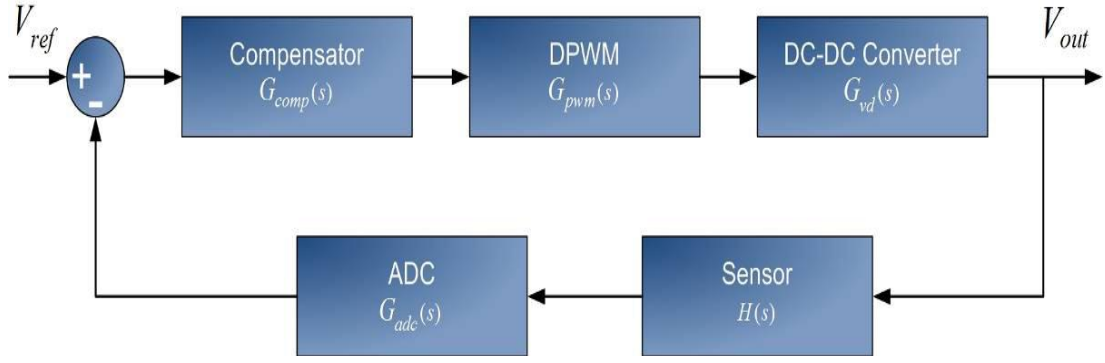 V_ref
+
-
Compensator
G_comp(s)
DPWM
G_pwm(s)
DC-DC Converter
G_vd(s)
V_out
ADC
G_adc(s)
Sensor
H(s)